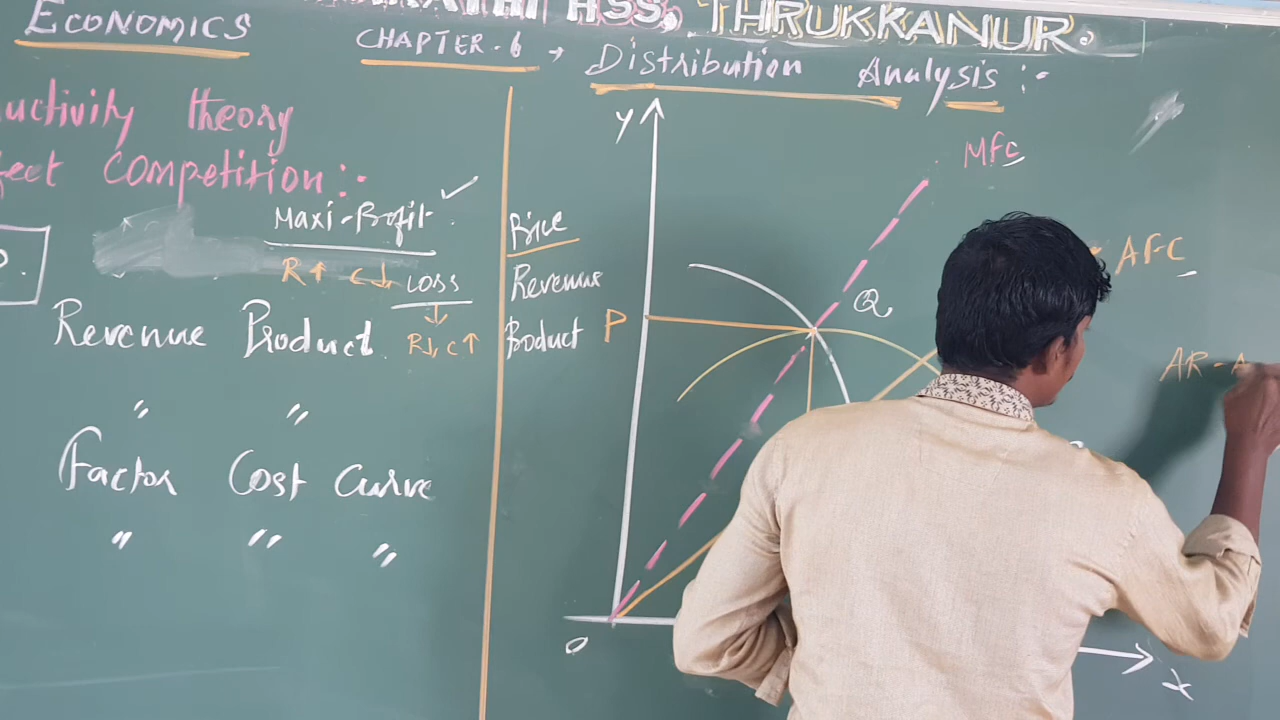 HSS, THRUKKANUR.
ECONOMICS
CHAPTER. 6 → Distribution Analysis :-
uctivity theory
fect Competition:-
Maxi-Profit ✓
R↑ C↓ LOSS
R↓, C↑
Revenue Product
〃 〃
Factor Cost Curve
〃 〃 〃
Price
Revenue
Product
Y
MFC
AFC
Q
P
AR - A
O
X